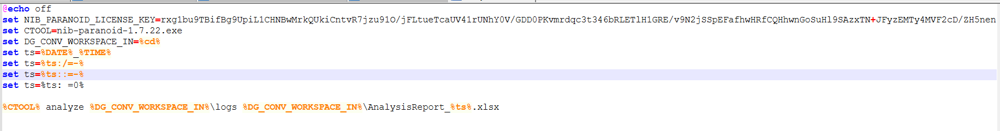 @echo off
set NIB_PARANOID_LICENSE_KEY=rxg1bu9TBifBg9UpiL1CHNBwMrkQUkiCntvR7jzu91O/jFLtueTcaUV41rUNhY0V/GDD0PKvmrdqc3t346bRLETlH1GRE/v9N2jSSpEFafhwHRfCQHhwnGoSuHl9SAzxTN+JFyzEMTy4MVF2cD/ZH5nen
set CTOOL=nib-paranoid-1.7.22.exe
set DG_CONV_WORKSPACE_IN=%cd%
set ts=%DATE%_%TIME%
set ts=%ts:/=-%
set ts=%ts::=-%
set ts=%ts: =0%
%CTOOL% analyze %DG_CONV_WORKSPACE_IN%\logs %DG_CONV_WORKSPACE_IN%\AnalysisReport_%ts%.xlsx